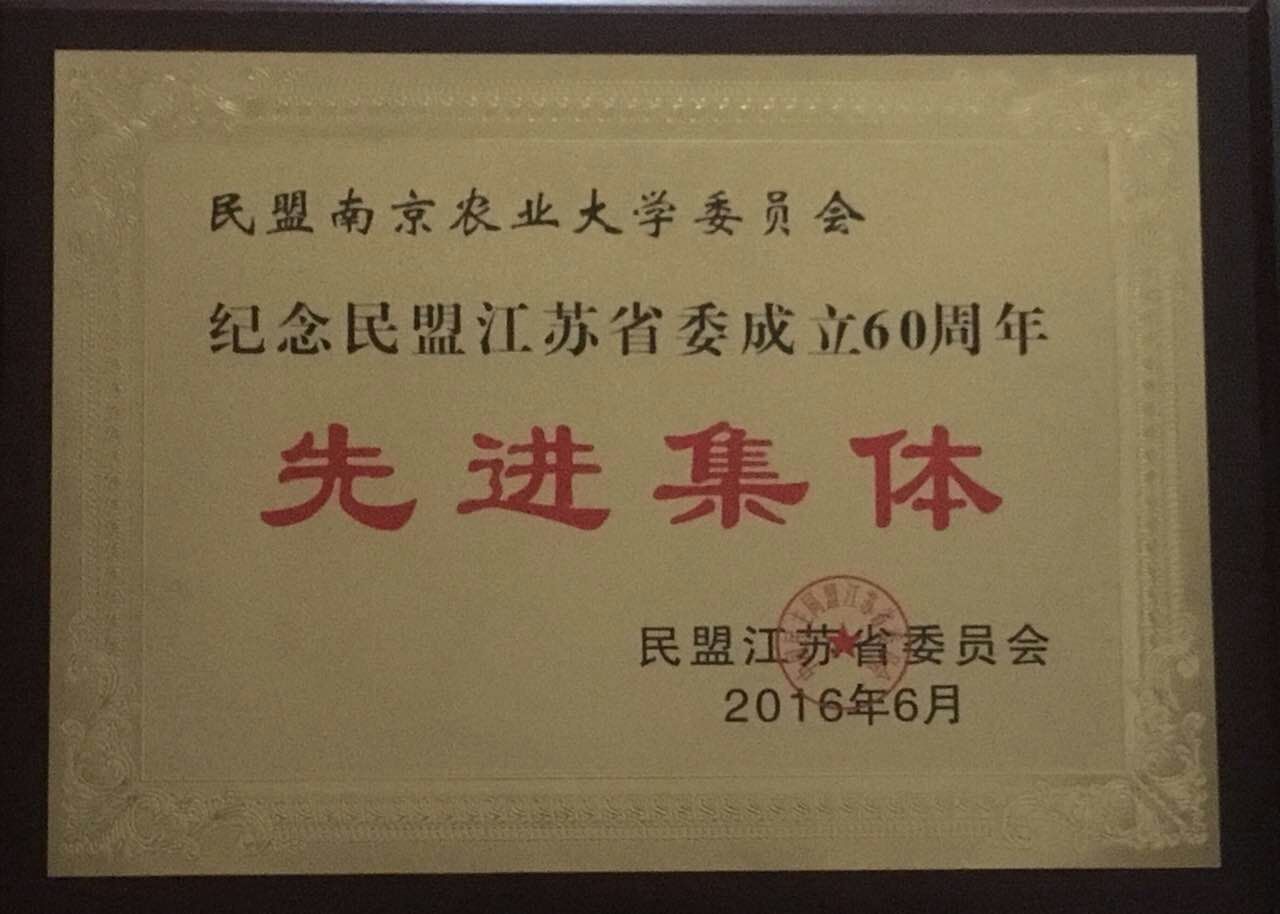 民盟南京农业大学委员会
纪念民盟江苏省委成立60周年
先进集体
民盟江苏省委员会
2016年6月